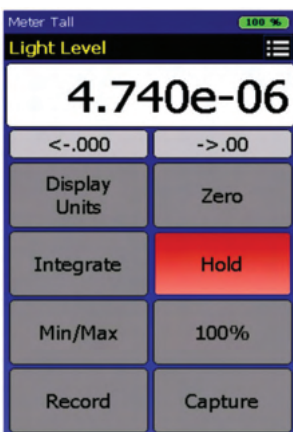 Meter Tall 100 %
Light Level
4.740e-06
<-.000 ->.00
Display
Units
Zero
Integrate Hold
Min/Max 100%
Record Capture